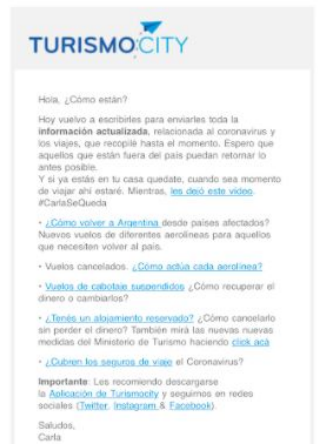 TURISMOCITY
Hola, ¿Cómo están?
Hoy vuelvo a escribirles para enviarles toda la
información actualizada, relacionada al coronavirus y
los viajes, que recopilé hasta el momento. Espero que
aquellos que están fuera del país puedan retornar lo
antes posible.
Y si ya estás en tu casa quedate, cuando sea momento
de viajar ahí estaré. Mientras, les dejó este video.
#CarlaSeQueda
• ¿Cómo volver a Argentina desde países afectados?
Nuevos vuelos de diferentes aerolíneas para aquellos
que necesiten volver al país.
• Vuelos cancelados. ¿Cómo actúa cada aerolínea?
• Vuelos de cabotaje suspendidos ¿Cómo recuperar el
dinero o cambiarlos?
• ¿Tenés un alojamiento reservado? ¿Cómo cancelarlo
sin perder el dinero? También mirá las nuevas nuevas
medidas del Ministerio de Turismo haciendo click acá
• ¿Cubren los seguros de viaje el Coronavirus?
Importante: Les recomiendo descargarse
la Aplicación de Turismocity y seguirnos en redes
sociales (Twitter, Instagram & Facebook).
Saludos,
Carla